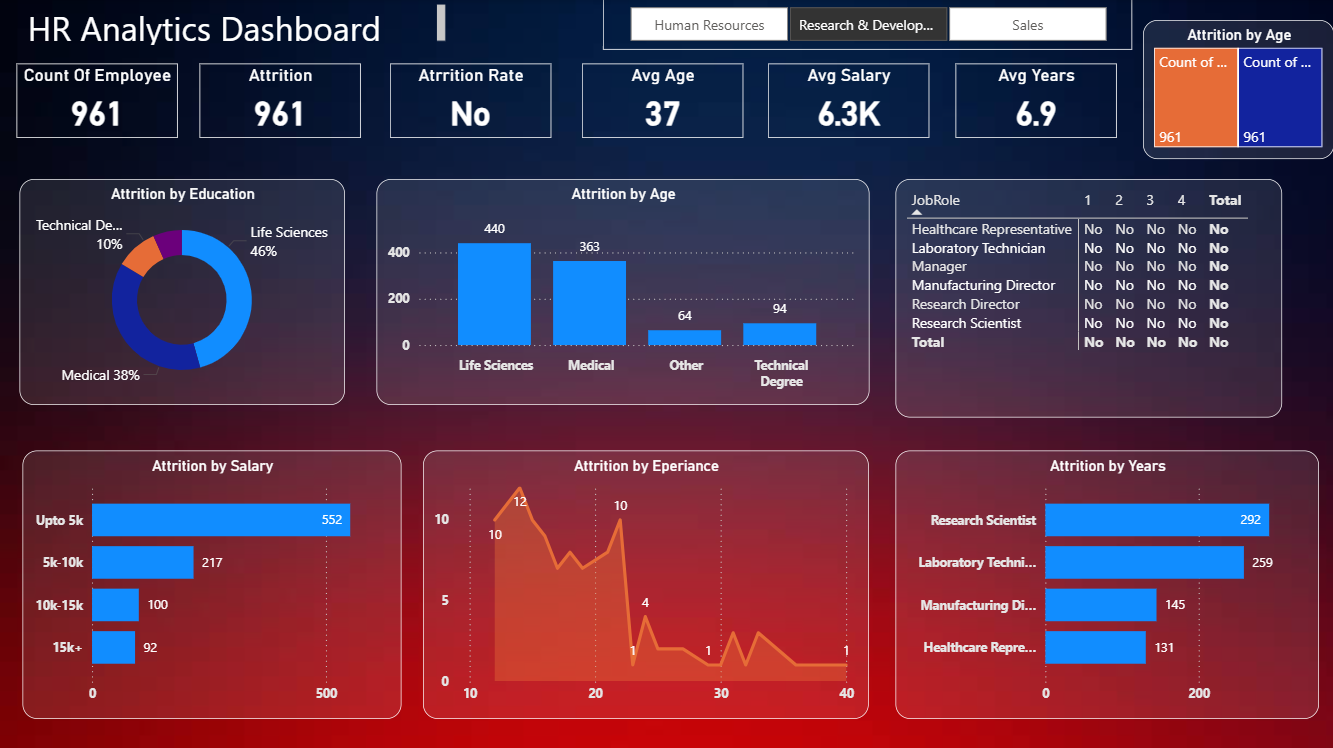 HR Analytics Dashboard
Human Resources
Research & Develop...
Sales
Count Of Employee
961
Attrition
961
Atrrition Rate
No
Avg Age
37
Avg Salary
6.3K
Avg Years
6.9
Attrition by Age
Count of ... Count of ...
961 961
Attrition by Education
Technical De...
10%
Life Sciences
46%
Medical 38%
Attrition by Age
400
200
0
440
363
64
94
Life Sciences
Medical
Other
Technical
Degree
JobRole 1 2 3 4 Total
Healthcare Representative No No No No No
Laboratory Technician No No No No No
Manager No No No No No
Manufacturing Director No No No No No
Research Director No No No No No
Research Scientist No No No No No
Total No No No No No
Attrition by Salary
Upto 5k 552
5k-10k 217
10k-15k 100
15k+ 92
0 500
Attrition by Eperiance
10
5
0
10
12
10
1
4
1
1
10 20 30 40
Attrition by Years
Research Scientist 292
Laboratory Techni... 259
Manufacturing Di... 145
Healthcare Repre... 131
0 200